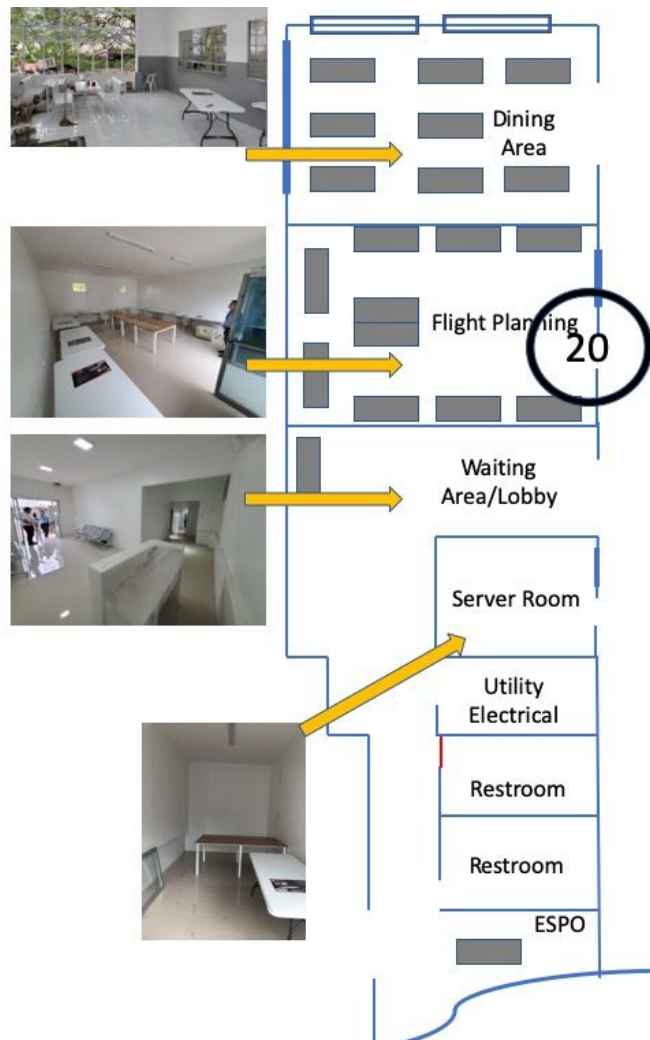 Dining
Area
Flight Planning
20
Waiting
Area/Lobby
Server Room
Utility
Electrical
Restroom
Restroom
ESPO